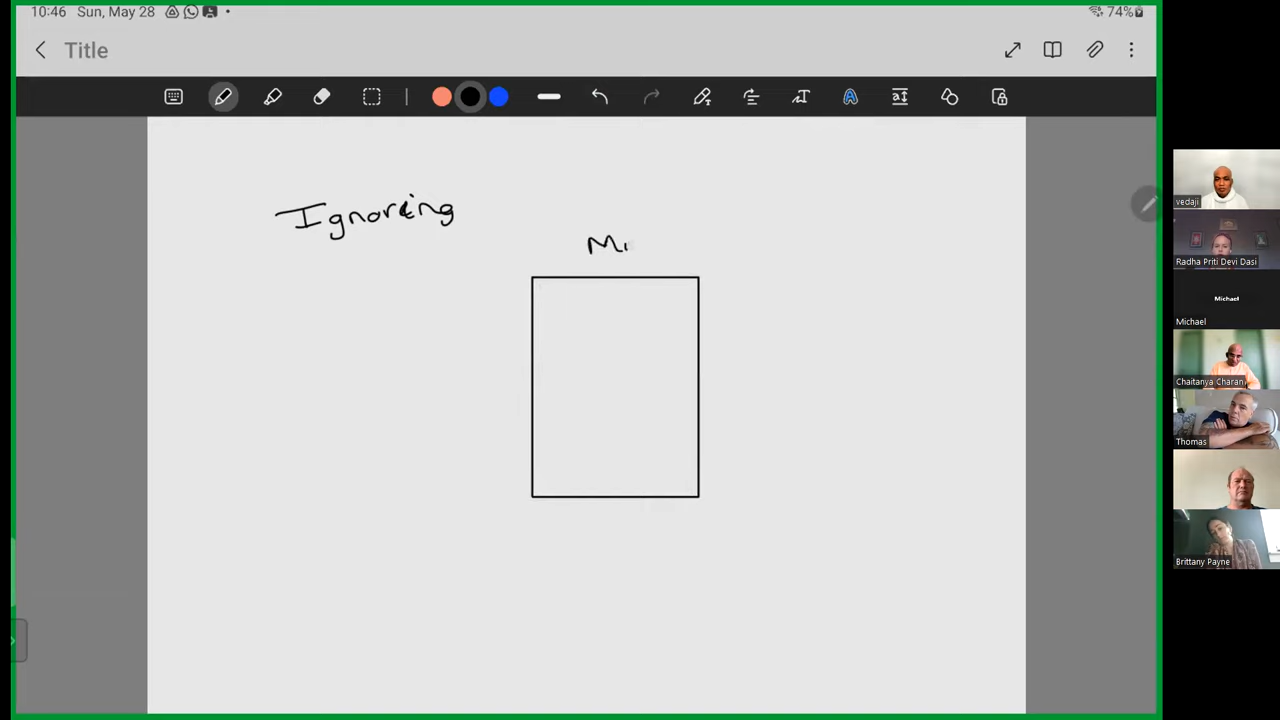 10:46 Sun, May 28
74%
Title
Ignoring
Mi
vedaji
Radha Priti Devi Dasi
Michael
Michael
Chaitanya Charan
Thomas
Brittany Payne